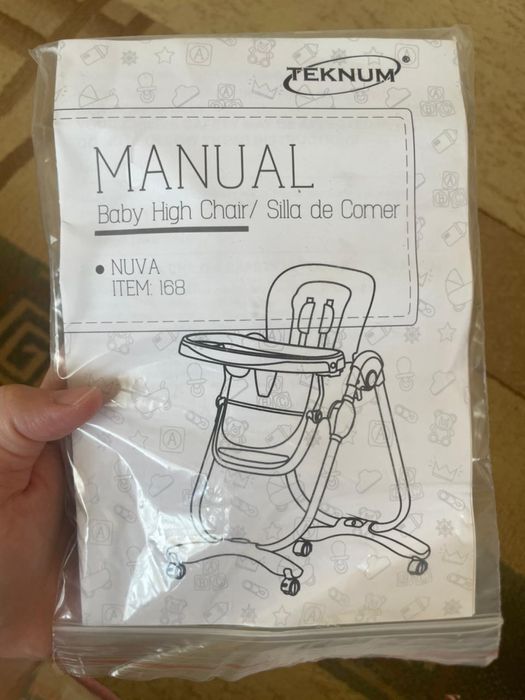 TEKNUM®
MANUAL
Baby High Chair/ Silla de Comer
• NUVA
ITEM: 168